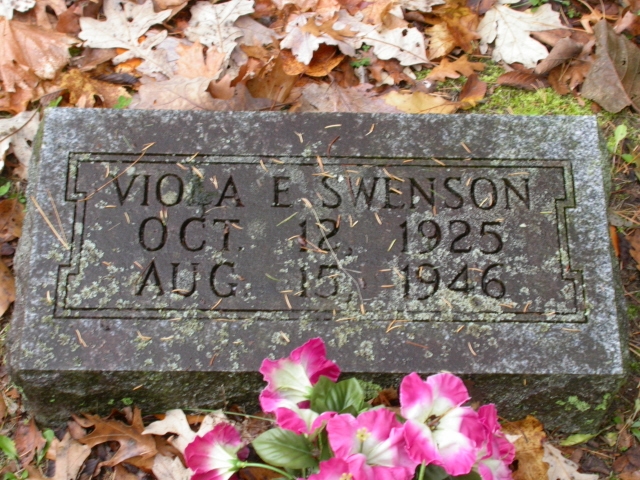 VIOLA E SWENSON
OCT. 12, 1925
AUG 15, 1946